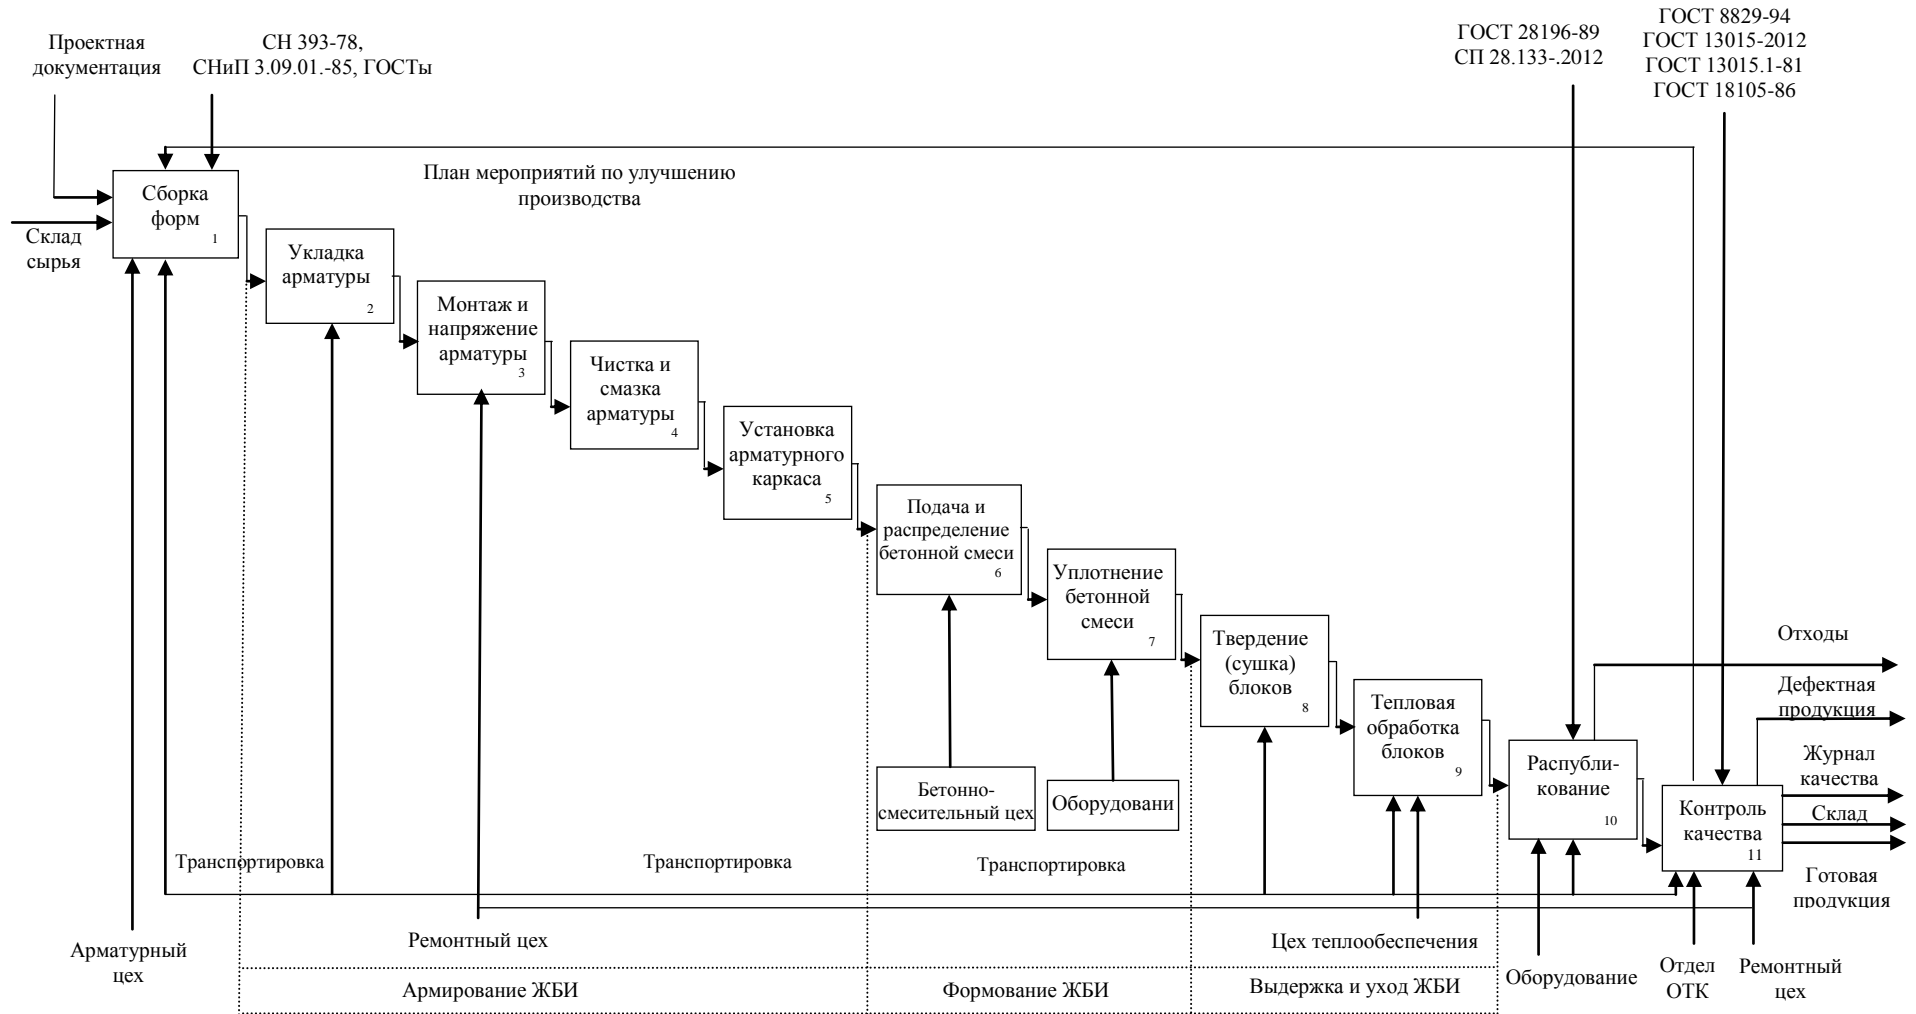 Проектная
документация
СН 393-78,
СНиП 3.09.01.-85, ГОСТы
ГОСТ 28196-89
СП 28.133-.2012
ГОСТ 8829-94
ГОСТ 13015-2012
ГОСТ 13015.1-81
ГОСТ 18105-86
План мероприятий по улучшению
производства
Склад
сырья
Сборка
форм
1
Укладка
арматуры
2
Монтаж и
напряжение
арматуры
3
Чистка и
смазка
арматуры
4
Установка
арматурного
каркаса
5
Подача и
распределение
бетонной смеси
6
Уплотнение
бетонной
смеси
7
Твердение
(сушка)
блоков
8
Тепловая
обработка
блоков
9
Распубли-
кование
10
Контроль
качества
11
Отходы
Дефектная
продукция
Журнал
качества
Склад
Готовая
продукция
Бетонно-
смесительный цех
Оборудовани
Транспортировка
Транспортировка
Транспортировка
Арматурный
цех
Ремонтный цех
Цех теплообеспечения
Оборудование
Отдел
ОТК
Ремонтный
цех
Армирование ЖБИ
Формование ЖБИ
Выдержка и уход ЖБИ